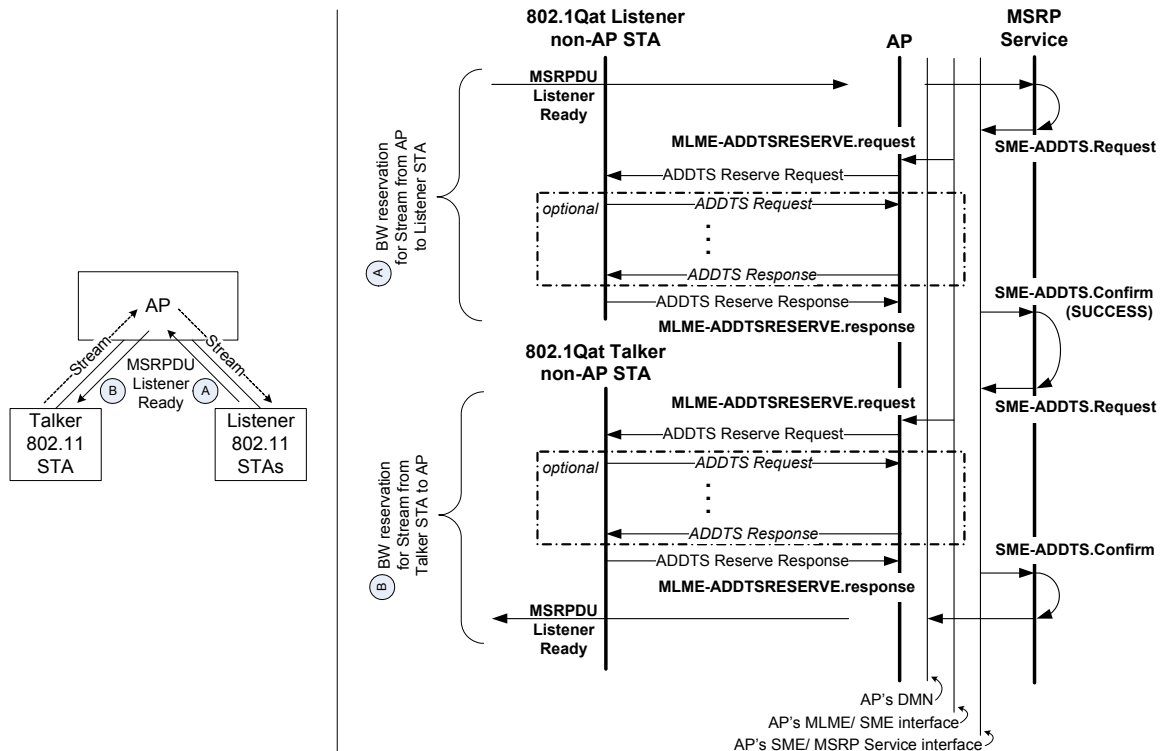 AP
Stream
Stream
MSRPDU
Listener
Ready
B
A
Talker
802.11
STA
Listener
802.11
STAs
802.1Qat Listener
non-AP STA
AP
MSRP
Service
MSRPDU
Listener
Ready
MLME-ADDTSRESERVE.request
SME-ADDTS.Request
ADDTS Reserve Request
optional
ADDTS Request
ADDTS Response
ADDTS Reserve Response
MLME-ADDTSRESERVE.response
SME-ADDTS.Confirm
(SUCCESS)
A
BW reservation
for Stream from AP
to Listener STA
802.1Qat Talker
non-AP STA
MLME-ADDTSRESERVE.request
SME-ADDTS.Request
ADDTS Reserve Request
optional
ADDTS Request
ADDTS Response
ADDTS Reserve Response
MLME-ADDTSRESERVE.response
SME-ADDTS.Confirm
B
BW reservation
for Stream from
Talker STA to AP
MSRPDU
Listener
Ready
AP's DMN
AP's MLME/ SME interface
AP's SME/ MSRP Service interface